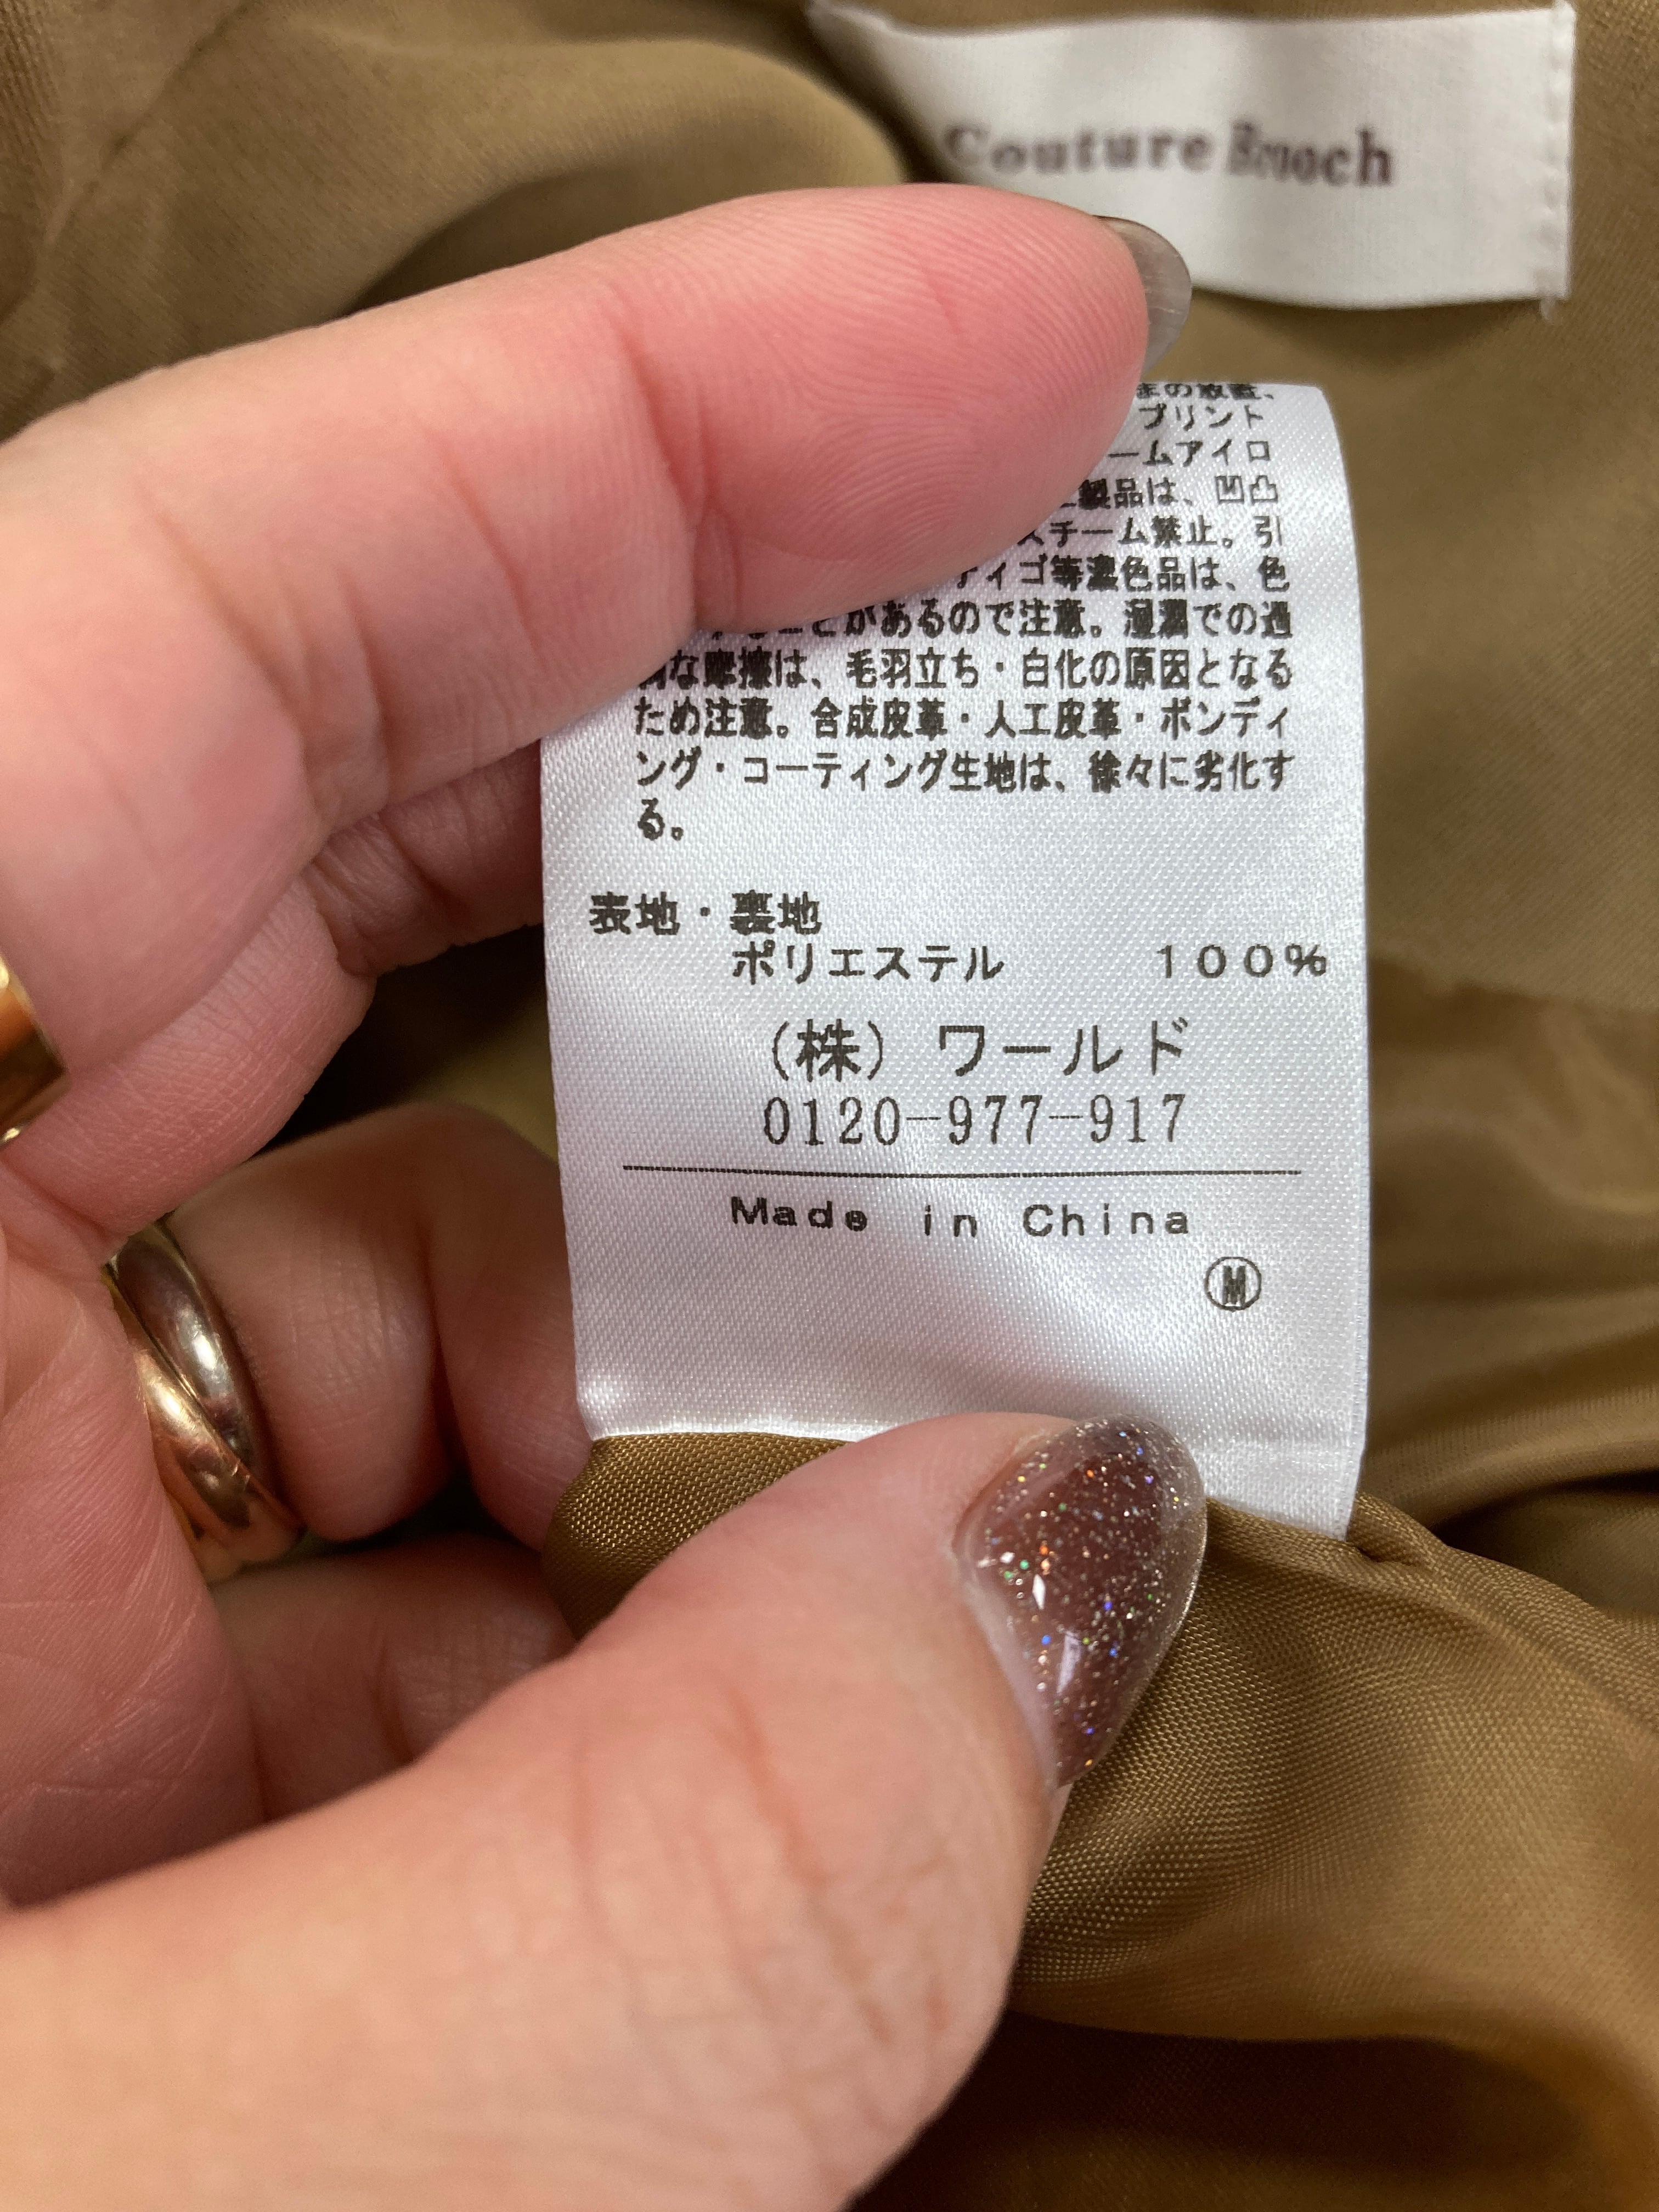 Couture Brooch
プリント
ームアイロ
製品は、凹凸
スチーム禁止。引
ディゴ等濃色品は、色
ことがあるので注意。湿潤での過
な摩擦は、毛羽立ち・白化の原因となる
ため注意。合成皮革・人工皮革・ボンディ
ング・コーティング生地は、徐々に劣化す
る。
表地・裏地
ポリエステル 100%
(株) ワールド
0120-977-917
Made in China
Ⓜ